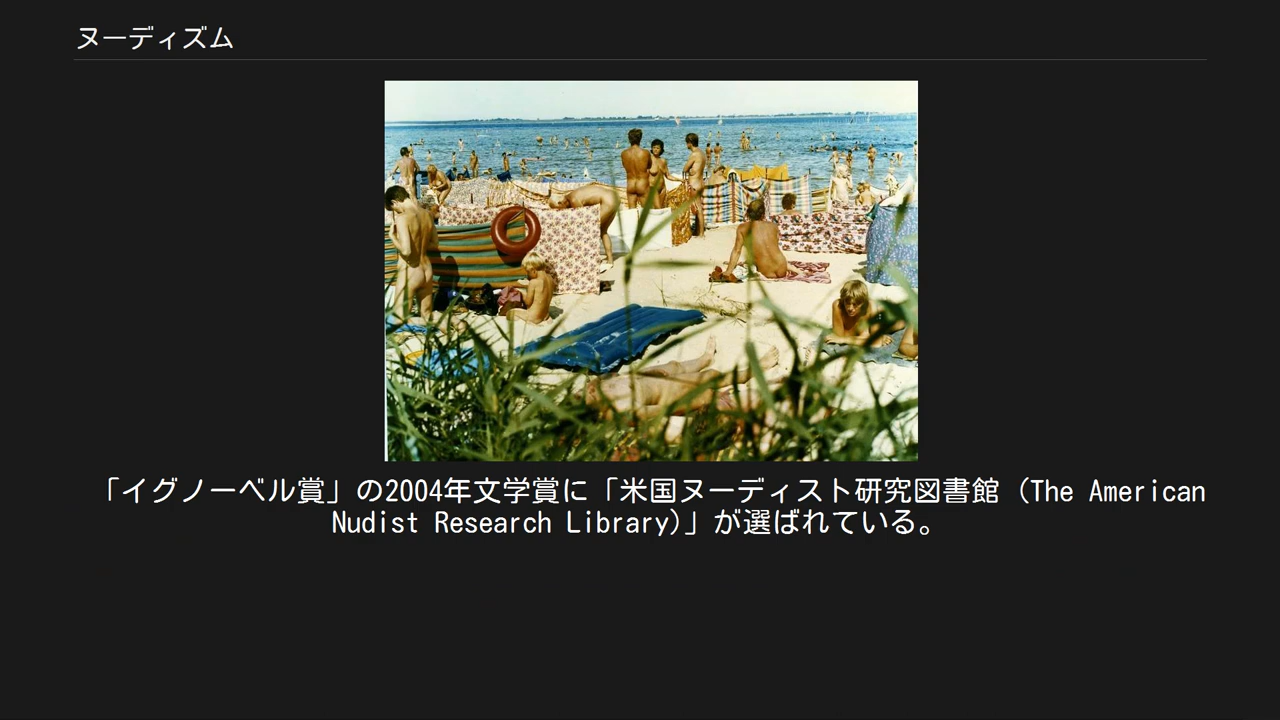 ヌーディズム
「イグノーベル賞」の2004年文学賞に「米国ヌーディスト研究図書館 (The American
Nudist Research Library)」が選ばれている。